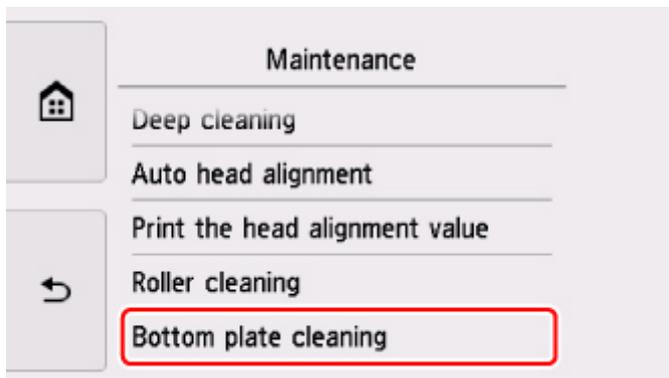 Maintenance
Deep cleaning
Auto head alignment
Print the head alignment value
Roller cleaning
Bottom plate cleaning